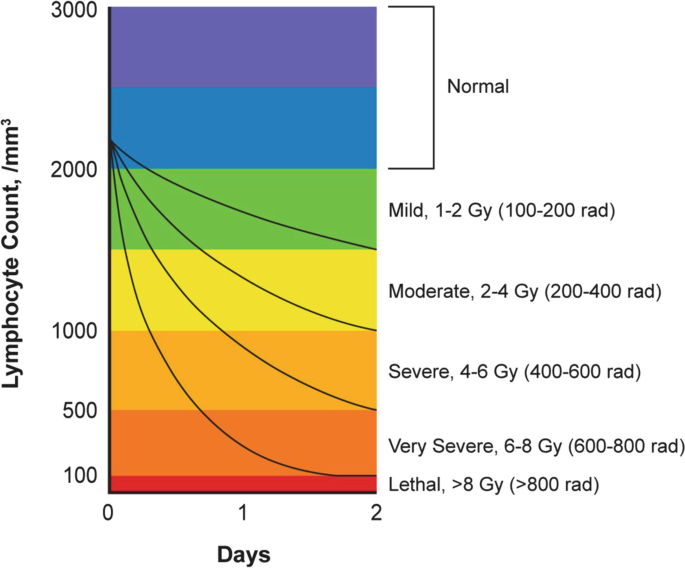 3000
Normal
2000
Mild, 1-2 Gy (100-200 rad)
Moderate, 2-4 Gy (200-400 rad)
1000
Severe, 4-6 Gy (400-600 rad)
500
Very Severe, 6-8 Gy (600-800 rad)
100
Lethal, >8 Gy (>800 rad)
Lymphocyte Count, /mm³
0 1 2
Days